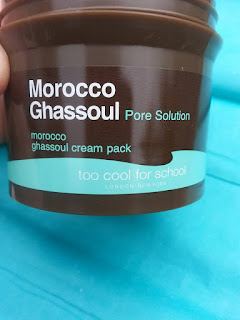 Morocco
Ghassoul Pore Solution
morocco
ghassoul cream pack
too cool for school